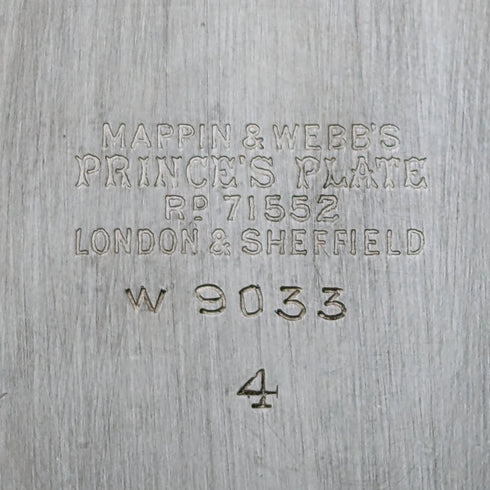 MAPPIN & WEBB'S
PRINCE'S PLATE
RD. 71552
LONDON & SHEFFIELD
W 9033
4